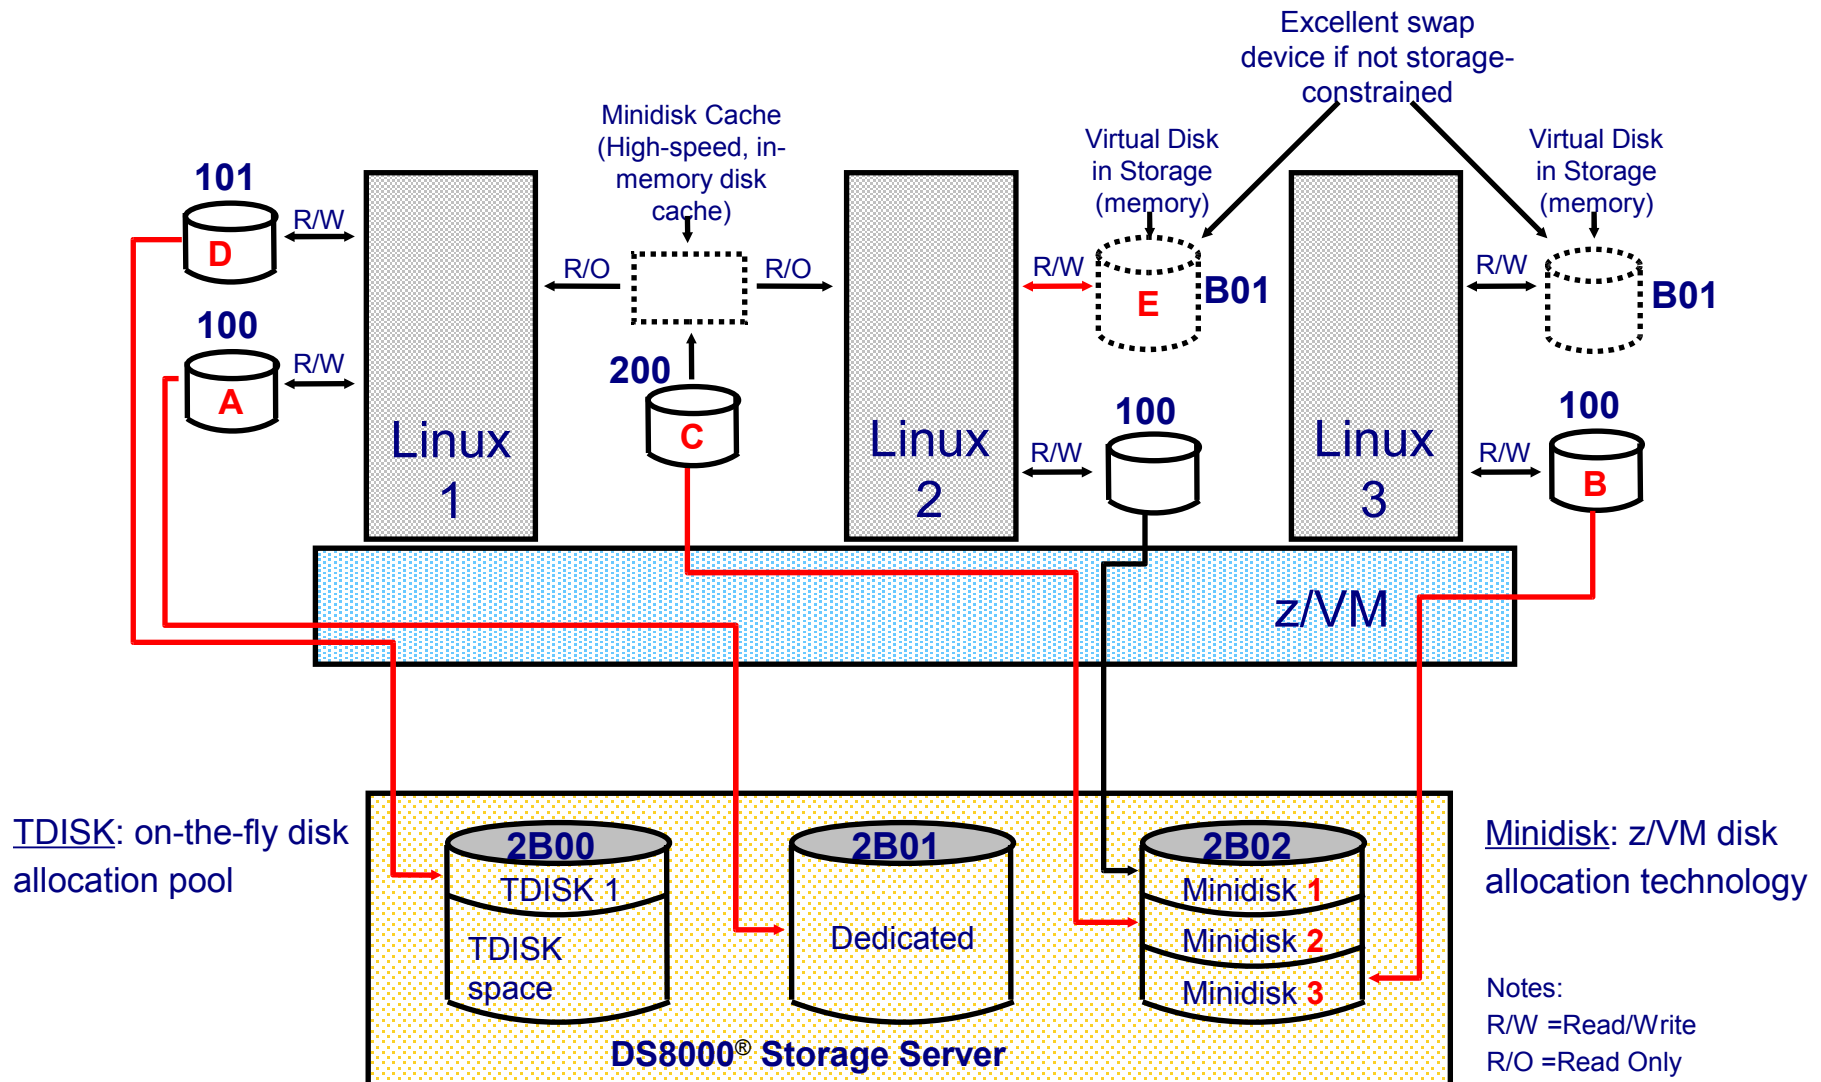 Excellent swap
device if not storage-
constrained
Minidisk Cache
(High-speed, in-
memory disk
cache)
Virtual Disk
in Storage
(memory)
Virtual Disk
in Storage
(memory)
101
D
R/W
100
A
R/W
Linux
1
R/O
R/O
200
C
Linux
2
R/W
E
B01
R/W
100
Linux
3
R/W
B01
R/W
100
B
z/VM
TDISK: on-the-fly disk
allocation pool
2B00
TDISK 1
TDISK
space
2B01
Dedicated
2B02
Minidisk 1
Minidisk 2
Minidisk 3
DS8000® Storage Server
Minidisk: z/VM disk
allocation technology
Notes:
R/W =Read/Write
R/O =Read Only